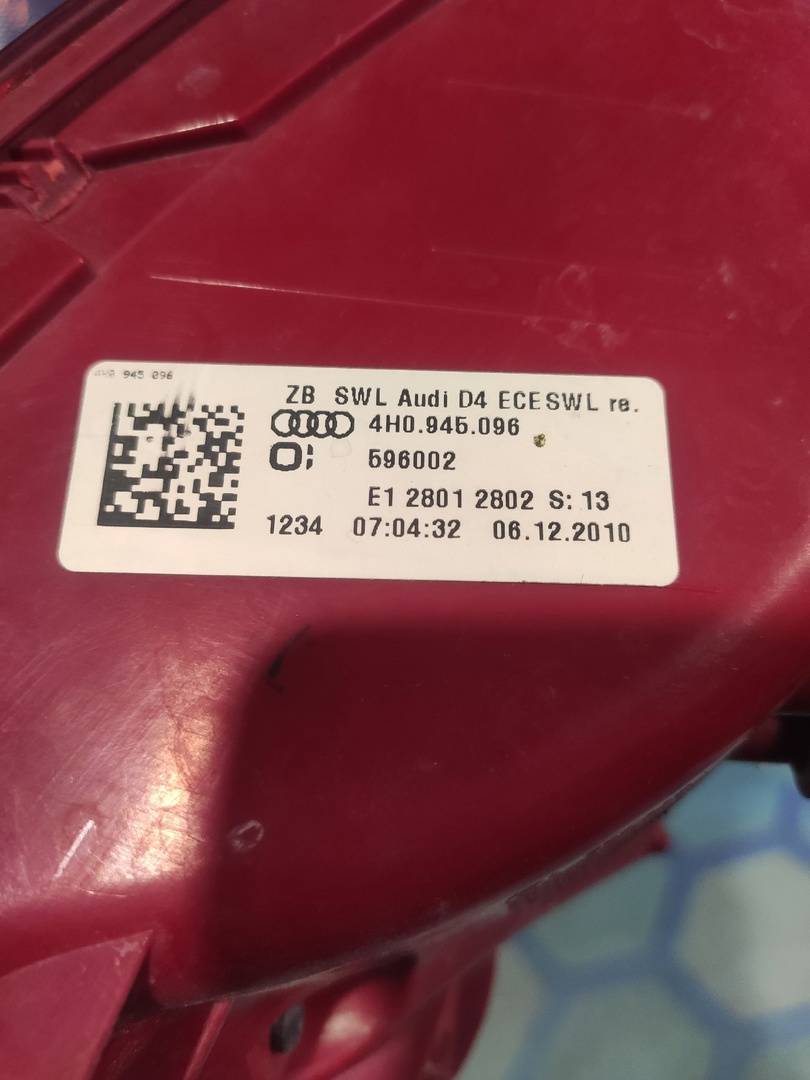 945 096
ZB SWL Audi D4 ECESWL re.
4H0.945.096
596002
E1 2801 2802 S: 13
1234 07:04:32 06.12.2010